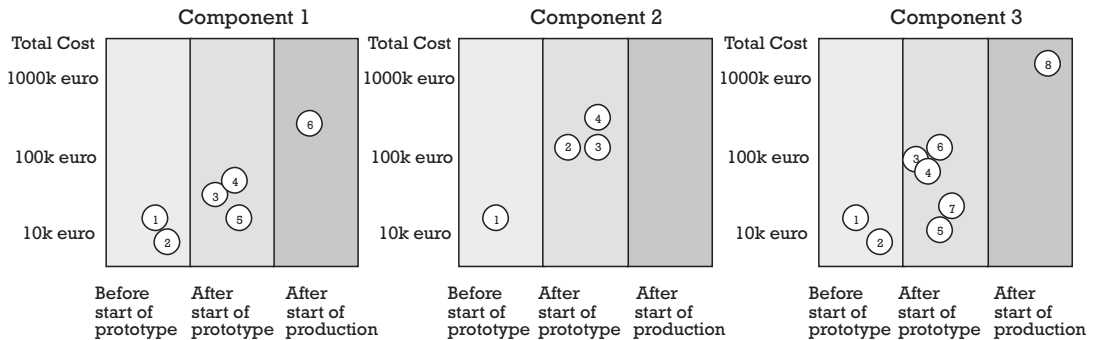 Component 1
Total Cost
1000k euro
100k euro
10k euro
6
4
3
1
5
2
Before
start of
prototype
After
start of
prototype
After
start of
production
Component 2
Total Cost
1000k euro
100k euro
10k euro
4
2
3
1
Before
start of
prototype
After
start of
prototype
After
start of
production
Component 3
Total Cost
1000k euro
100k euro
10k euro
8
6
3
4
7
1
5
2
Before
start of
prototype
After
start of
prototype
After
start of
production